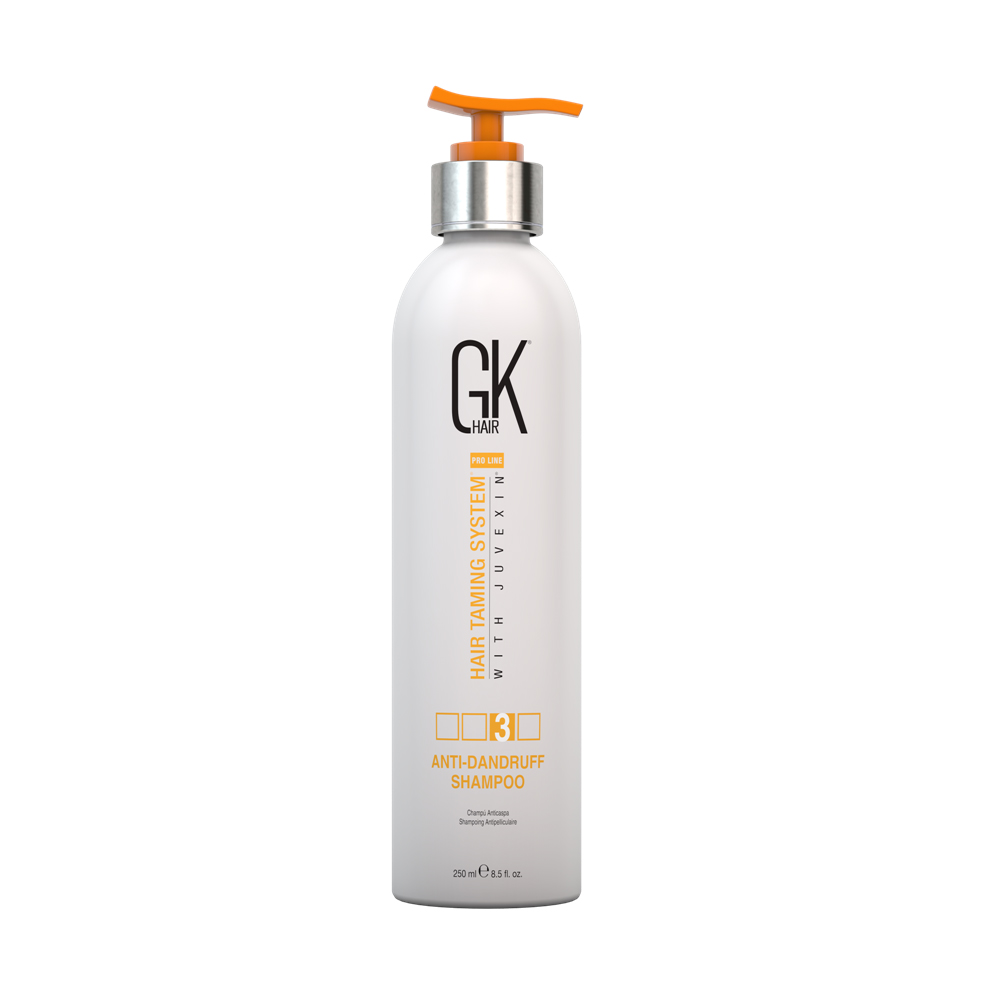 GK®
HAIR
PRO LINE
HAIR TAMING SYSTEM™
WITH JUVEXIN®
3
ANTI-DANDRUFF
SHAMPOO
Champú Anticaspa
Shampoing Antipelliculaire
250 ml ℮ 8.5 fl. oz.